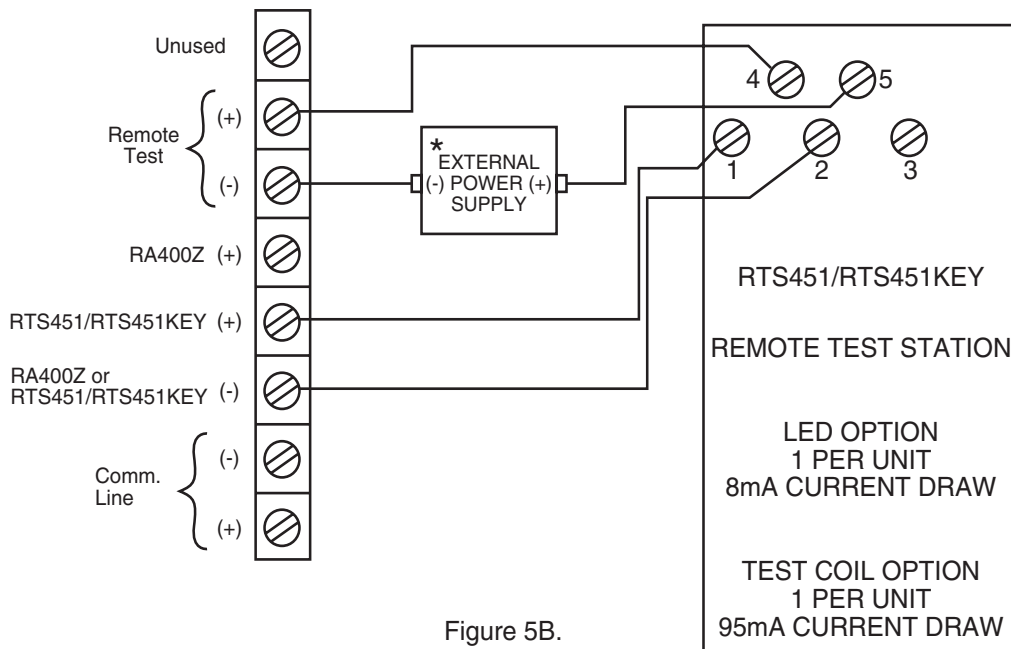 Unused
Remote
Test
(+)
(-)
RA400Z (+)
RTS451/RTS451KEY (+)
RA400Z or
RTS451/RTS451KEY (-)
Comm.
Line
(-)
(+)
*
EXTERNAL
(-) POWER (+)
SUPPLY
4
5
1
2
3
RTS451/RTS451KEY
REMOTE TEST STATION
LED OPTION
1 PER UNIT
8mA CURRENT DRAW
TEST COIL OPTION
1 PER UNIT
95mA CURRENT DRAW
Figure 5B.